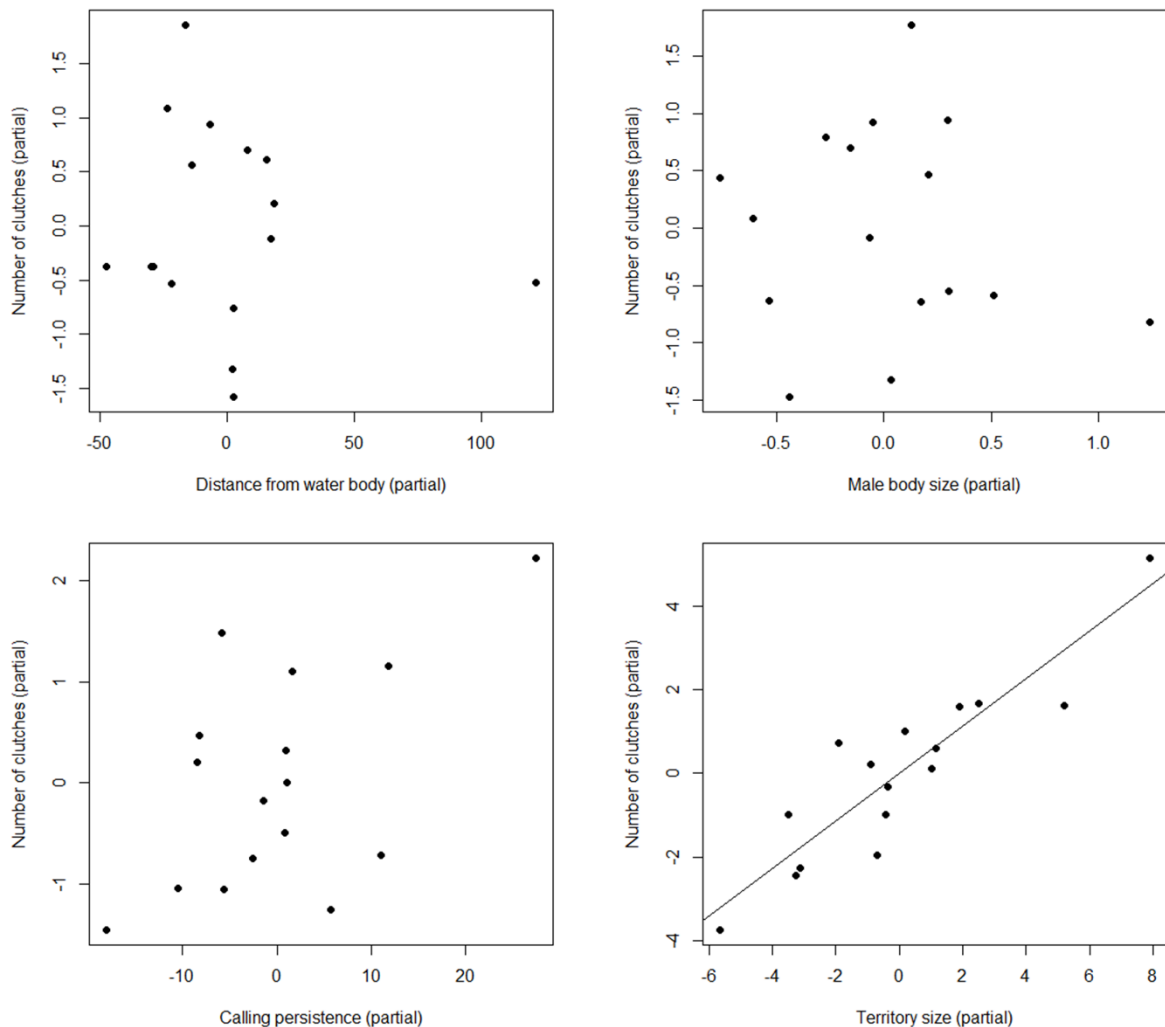 1.5
1.0
0.5
0.0
-0.5
-1.0
-1.5
Number of clutches (partial)
-50 0 50 100
Distance from water body (partial)
1.5
1.0
0.5
0.0
-0.5
-1.0
-1.5
Number of clutches (partial)
-0.5 0.0 0.5 1.0
Male body size (partial)
2
1
0
-1
Number of clutches (partial)
-10 0 10 20
Calling persistence (partial)
4
2
0
-2
-4
Number of clutches (partial)
-6 -4 -2 0 2 4 6 8
Territory size (partial)